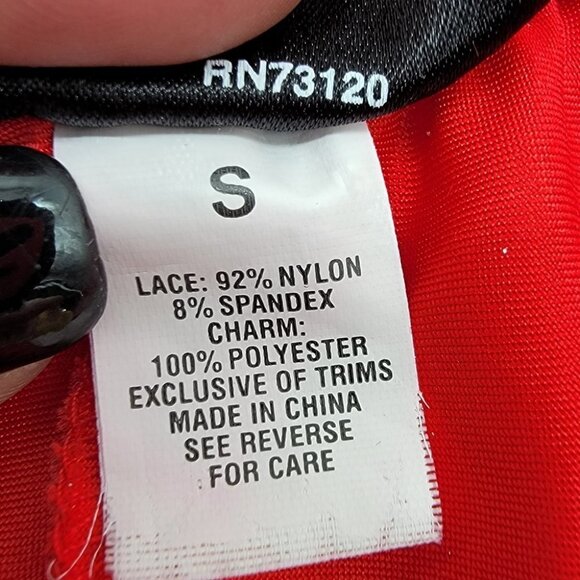 RN73120
S
LACE: 92% NYLON
8% SPANDEX
CHARM:
100% POLYESTER
EXCLUSIVE OF TRIMS
MADE IN CHINA
SEE REVERSE
FOR CARE